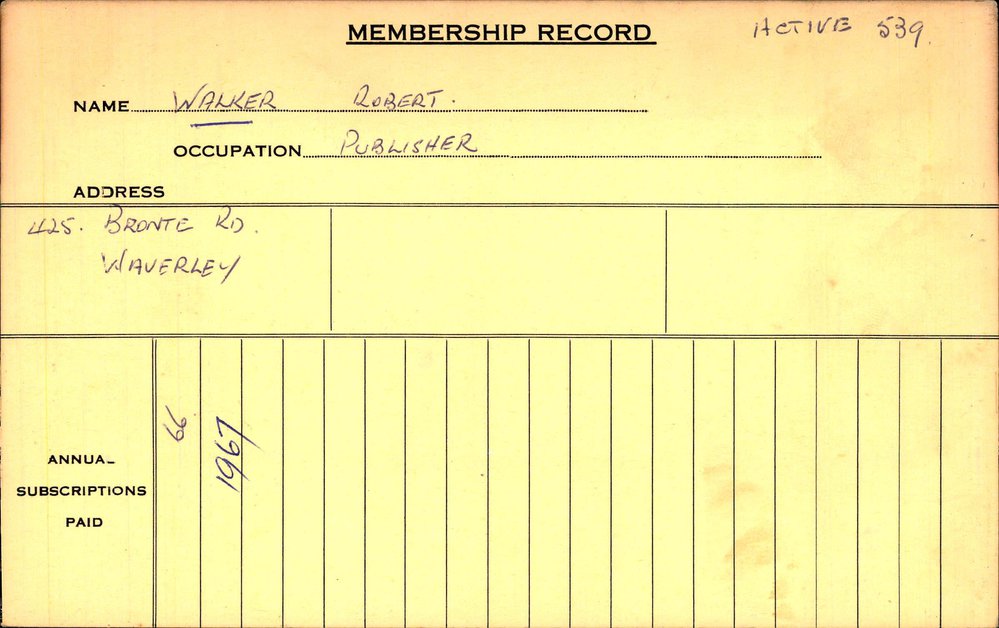 MEMBERSHIP RECORD
ACTIVE 539.
NAME WALKER ROBERT.
OCCUPATION PUBLISHER
ADDRESS
425. BRONTE RD.
WAVERLEY
66
1967
ANNUAL
SUBSCRIPTIONS
PAID